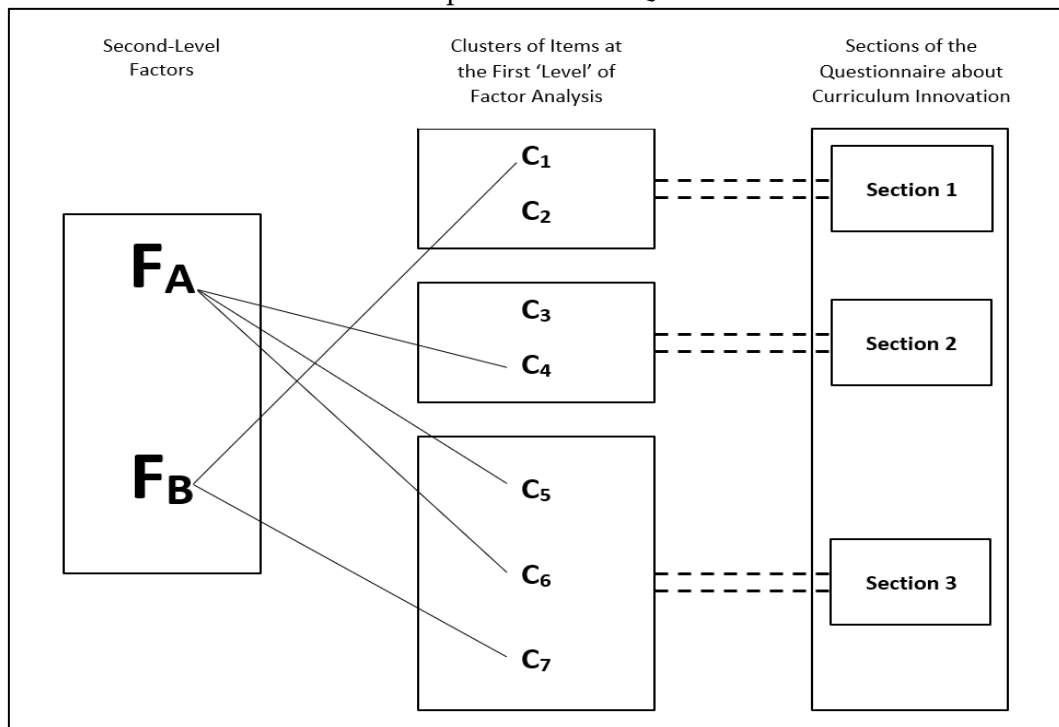 Second-Level
Factors
Clusters of Items at
the First ‘Level’ of
Factor Analysis
Sections of the
Questionnaire about
Curriculum Innovation
C1
C2
Section 1
FA
C3
C4
Section 2
FB
C5
C6
C7
Section 3